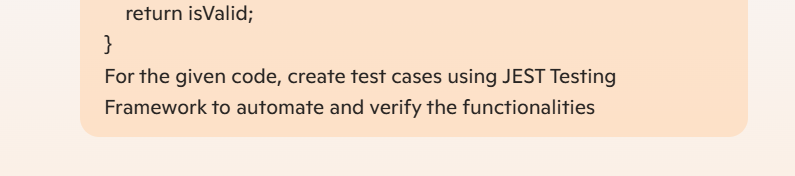 return isValid;
}
For the given code, create test cases using JEST Testing
Framework to automate and verify the functionalities